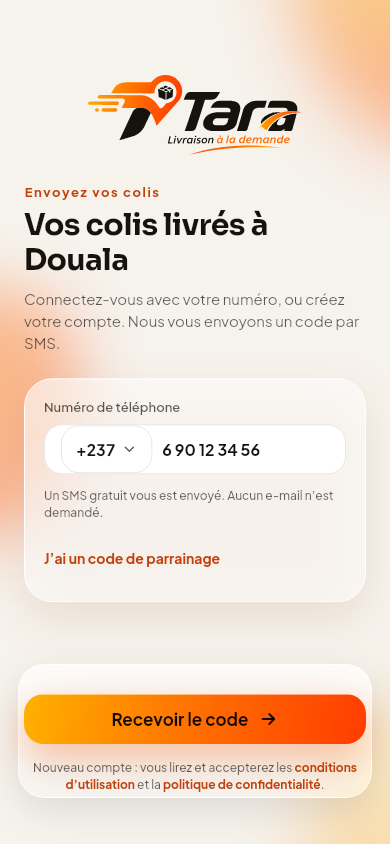 Tara
Livraison à la demande
Envoyez vos colis
Vos colis livrés à
Douala
Connectez-vous avec votre numéro, ou créez
votre compte. Nous vous envoyons un code par
SMS.
Numéro de téléphone
+237 6 90 12 34 56
Un SMS gratuit vous est envoyé. Aucun e-mail n’est
demandé.
J’ai un code de parrainage
Recevoir le code →
Nouveau compte : vous lirez et accepterez les conditions
d’utilisation et la politique de confidentialité.